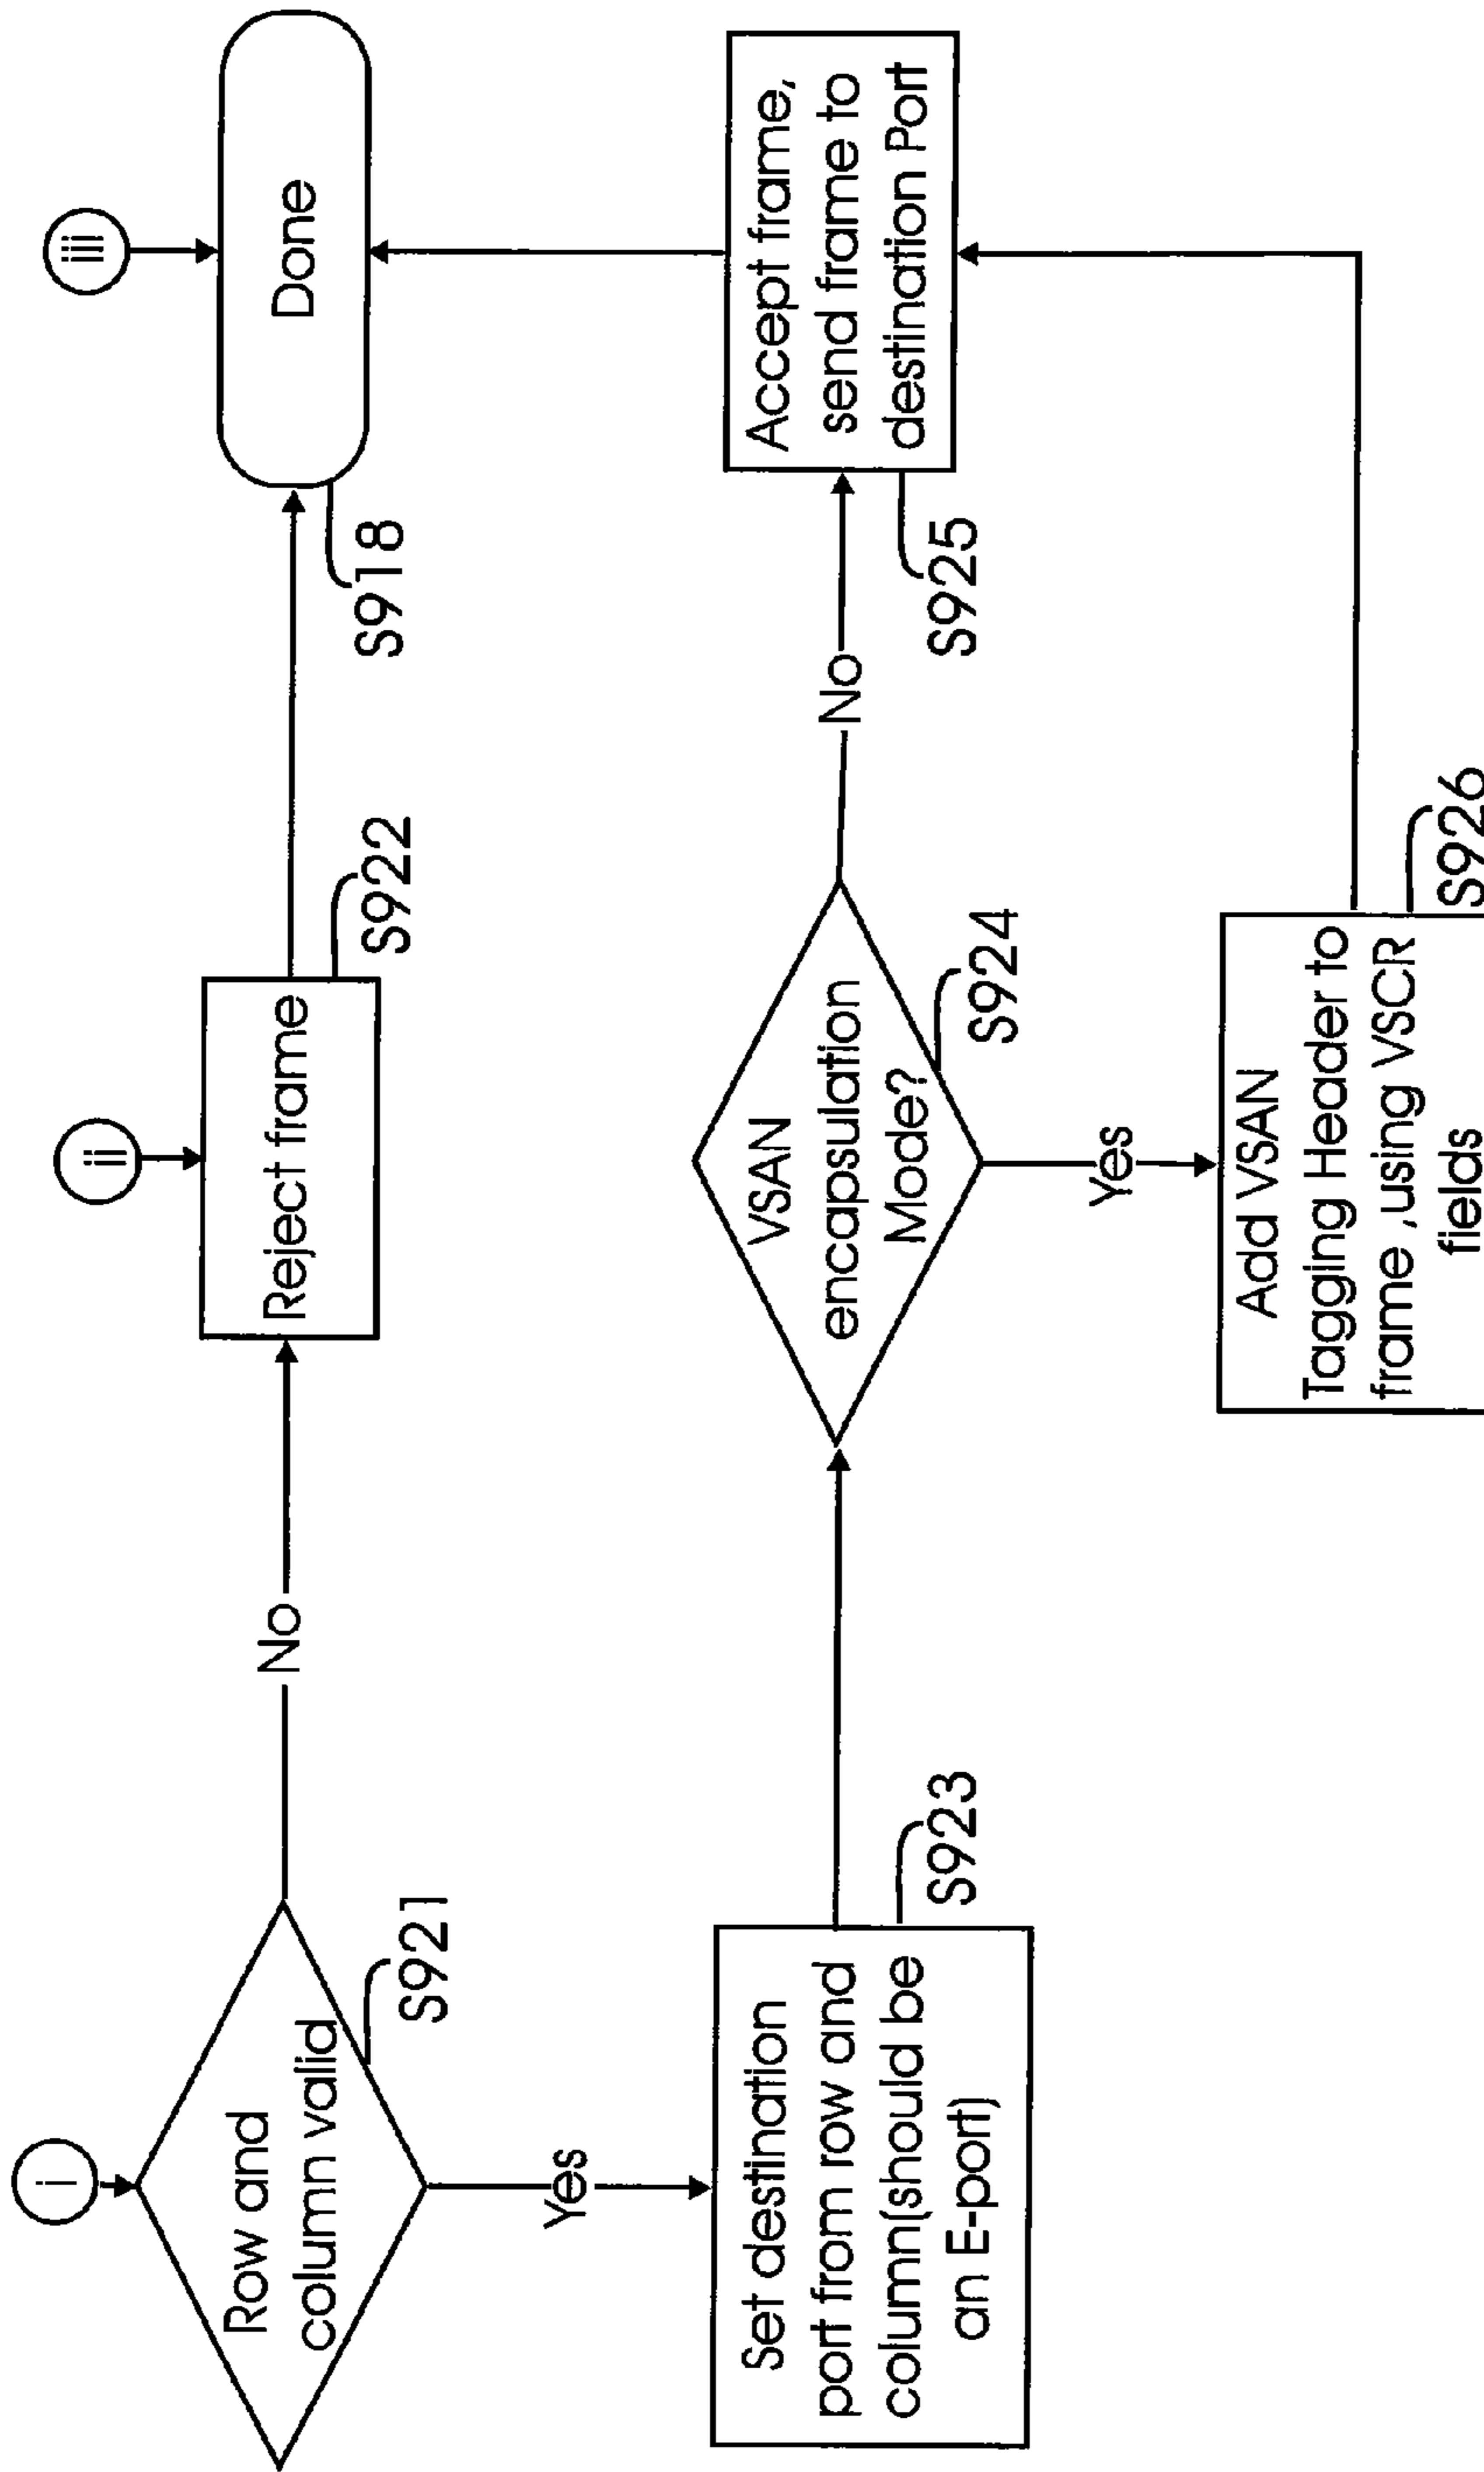 i
Row and
column valid
S921
No
ii
Reject frame
S922
iii
Done
S918
Yes
Set destination
port from row and
column(should be
an E-port)
S923
VSAN
encapsulation
Mode?
S924
No
Accept frame,
send frame to
destination Port
S925
Yes
Add VSAN
Tagging Header to
frame ,using VSCR
fields
S926